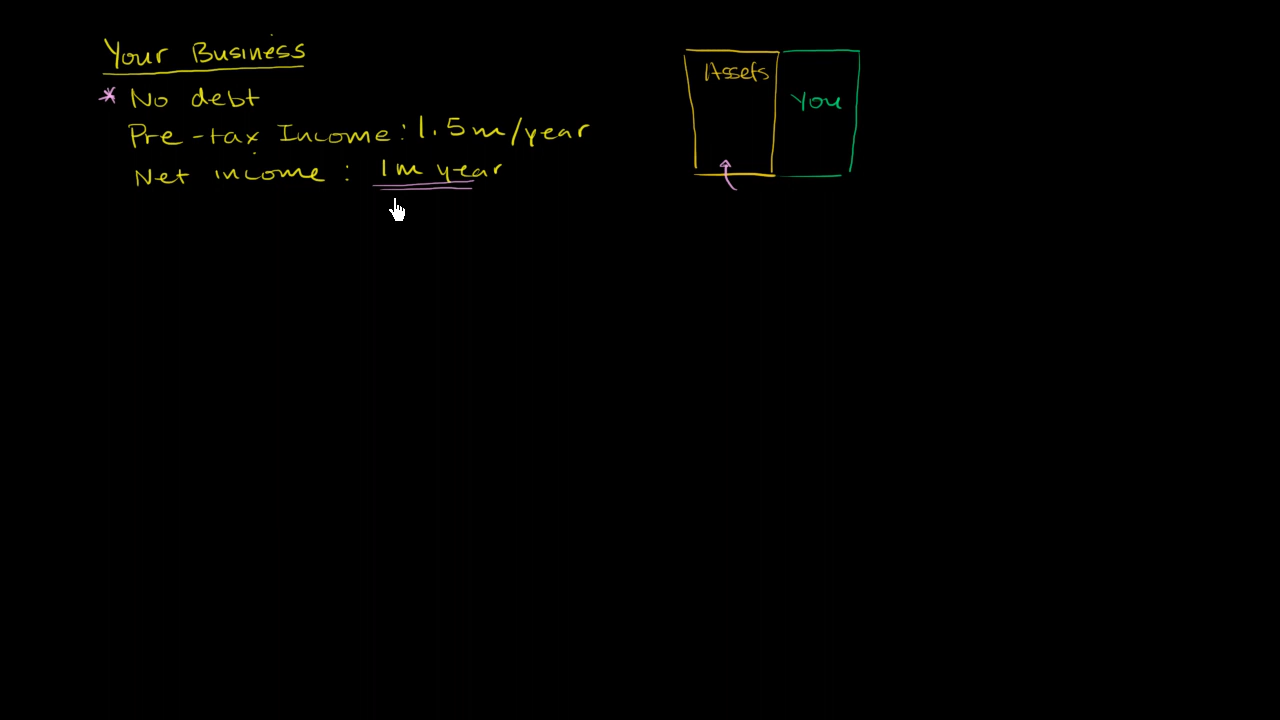 Your Business
* No debt
Pre-tax Income: 1.5m/year
Net income: 1m year
Assets
You